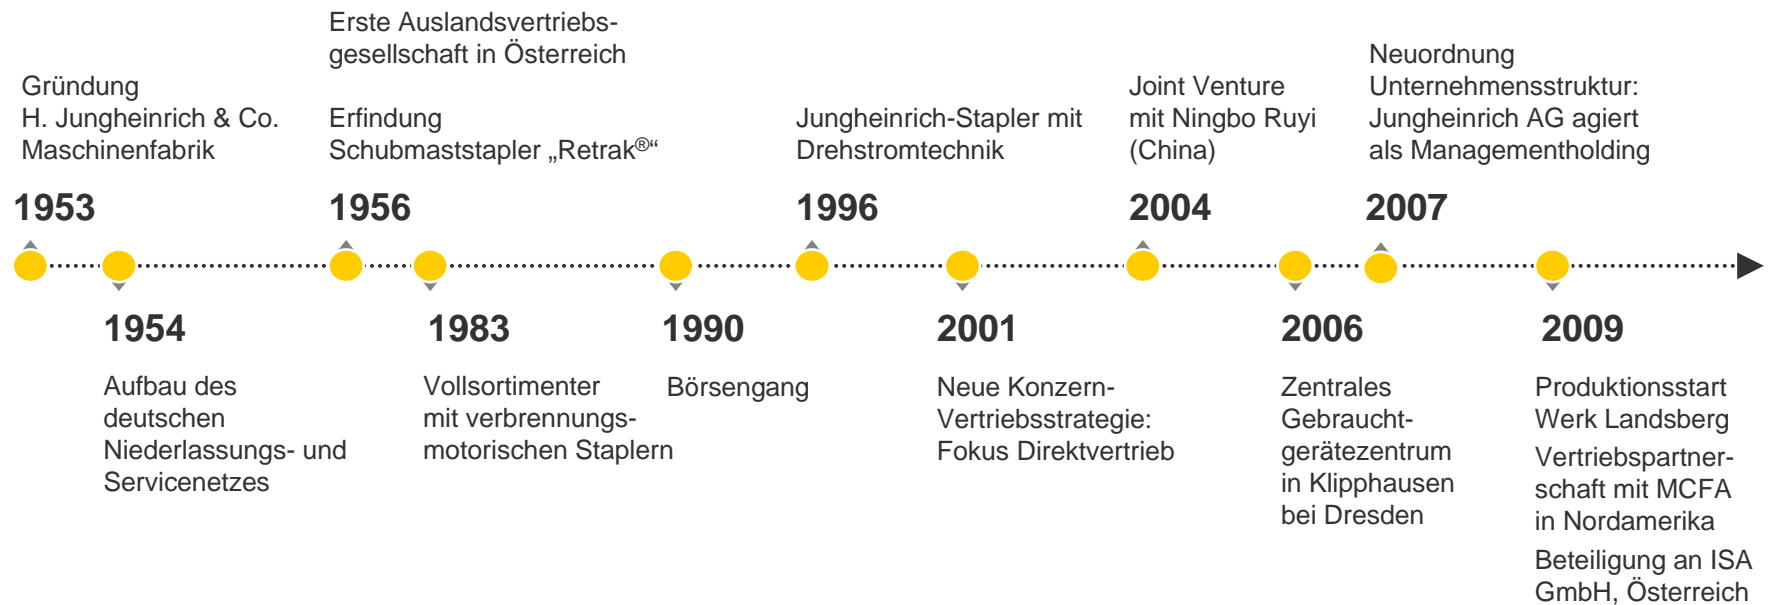 Gründung
H. Jungheinrich & Co.
Maschinenfabrik
1953
1954
Aufbau des
deutschen
Niederlassungs- und
Servicenetzes
Erste Auslandsvertriebs-
gesellschaft in Österreich
Erfindung
Schubmaststapler „Retrak®“
1956
1983
Vollsortimenter
mit verbrennungs-
motorischen Staplern
1990
Börsengang
Jungheinrich-Stapler mit
Drehstromtechnik
1996
2001
Neue Konzern-
Vertriebsstrategie:
Fokus Direktvertrieb
Joint Venture
mit Ningbo Ruyi
(China)
2004
2006
Zentrales
Gebraucht-
gerätezentrum
in Klipphausen
bei Dresden
Neuordnung
Unternehmensstruktur:
Jungheinrich AG agiert
als Managementholding
2007
2009
Produktionsstart
Werk Landsberg
Vertriebspartner-
schaft mit MCFA
in Nordamerika
Beteiligung an ISA
GmbH, Österreich